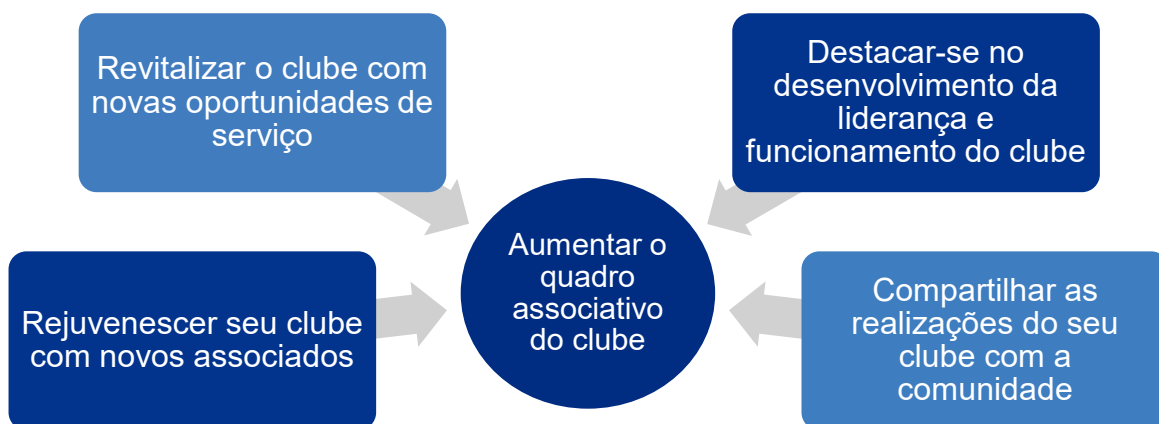 Revitalizar o clube com
novas oportunidades de
serviço
Destacar-se no
desenvolvimento da
liderança e
funcionamento do clube
Aumentar o
quadro
associativo
do clube
Rejuvenescer seu clube
com novos associados
Compartilhar as
realizações do seu
clube com a
comunidade